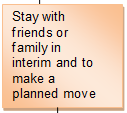 Stay with
friends or
family in
interim and to
make a
planned move